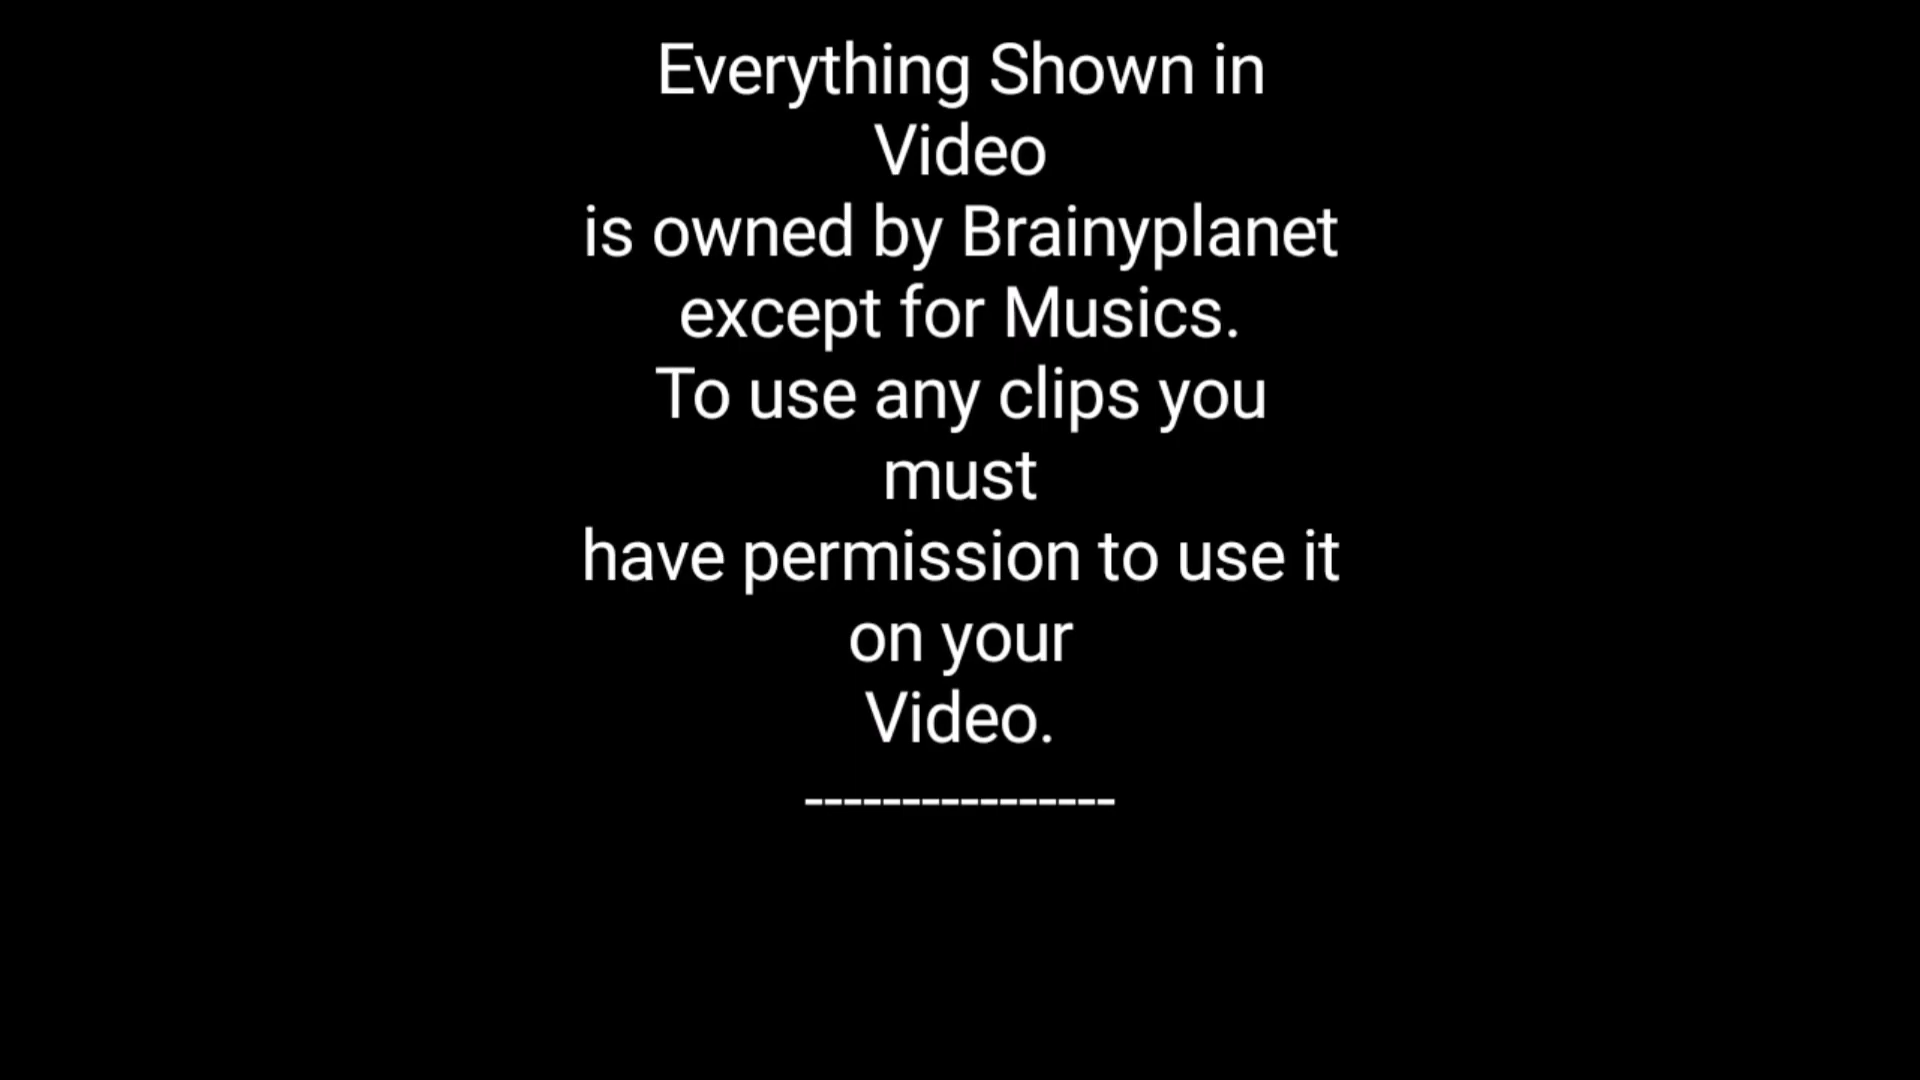 Everything Shown in
Video
is owned by Brainyplanet
except for Musics.
To use any clips you
must
have permission to use it
on your
Video.
----------------